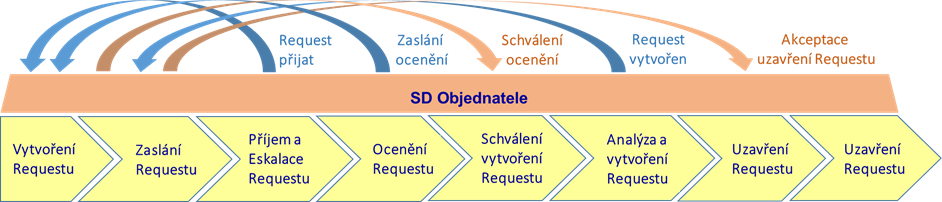 Request
přijat
Zaslání
ocenění
Schválení
ocenění
Request
vytvořen
Akceptace
uzavření Requestu
SD Objednatele
Vytvoření
Requestu
Zaslání
Requestu
Příjem a
Eskalace
Requestu
Ocenění
Requestu
Schválení
vytvoření
Requestu
Analýza a
vytvoření
Requestu
Uzavření
Requestu
Uzavření
Requestu